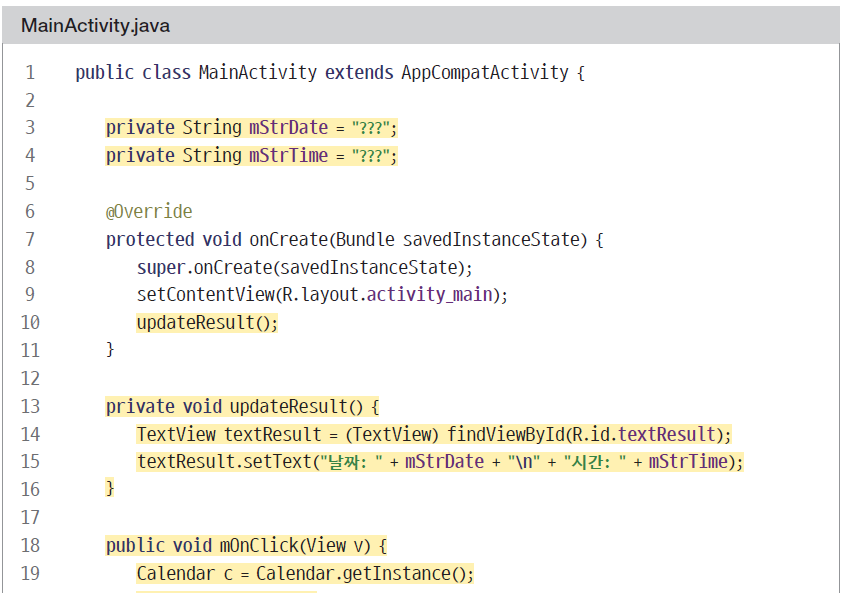 MainActivity.java
1 public class MainActivity extends AppCompatActivity {
2
3 private String mStrDate = "???";
4 private String mStrTime = "???";
5
6 @Override
7 protected void onCreate(Bundle savedInstanceState) {
8 super.onCreate(savedInstanceState);
9 setContentView(R.layout.activity_main);
10 updateResult();
11 }
12
13 private void updateResult() {
14 TextView textResult = (TextView) findViewById(R.id.textResult);
15 textResult.setText("날짜: " + mStrDate + "\n" + "시간: " + mStrTime);
16 }
17
18 public void mOnClick(View v) {
19 Calendar c = Calendar.getInstance();